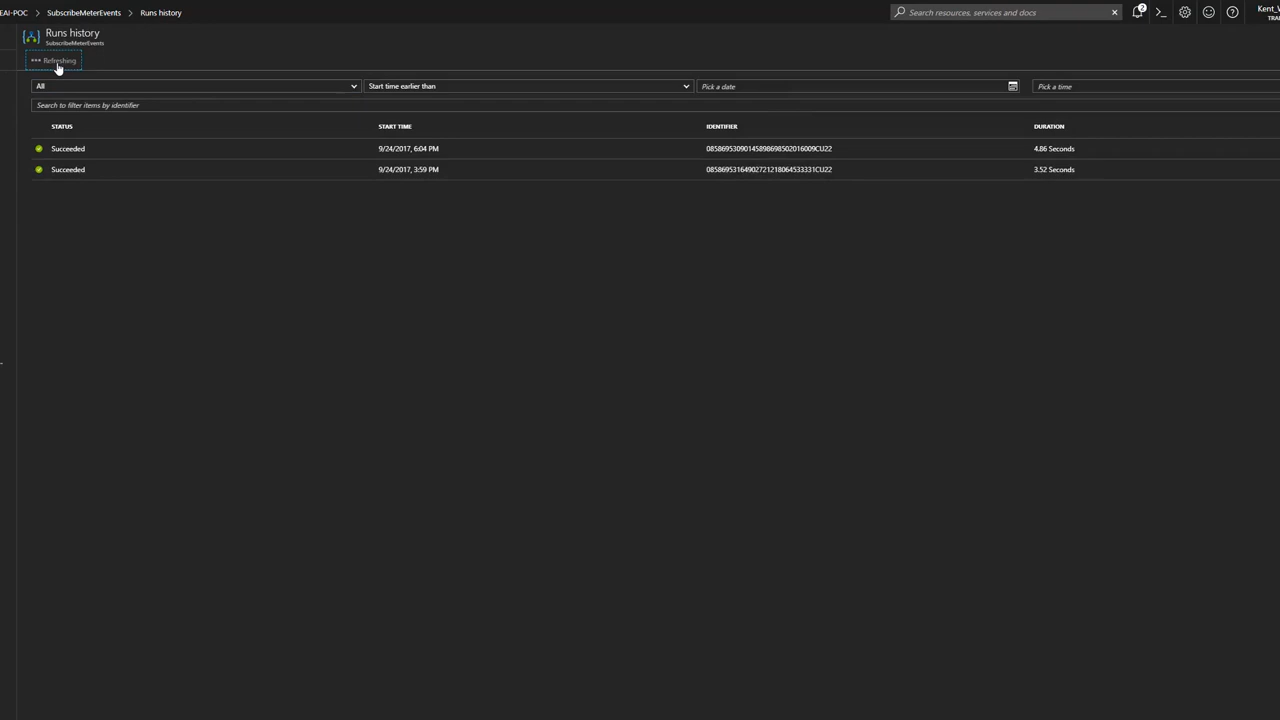 EAI-POC > SubscribeMeterEvents > Runs history
Search resources, services and docs
2
Runs history
SubscribeMeterEvents
Refreshing
All
Start time earlier than
Pick a date
Pick a time
Search to filter items by identifier
STATUS START TIME IDENTIFIER DURATION
Succeeded 9/24/2017, 6:04 PM 08586953090145898698502016009CU22 4.86 Seconds
Succeeded 9/24/2017, 3:59 PM 08586953164902721218064533331CU22 3.52 Seconds